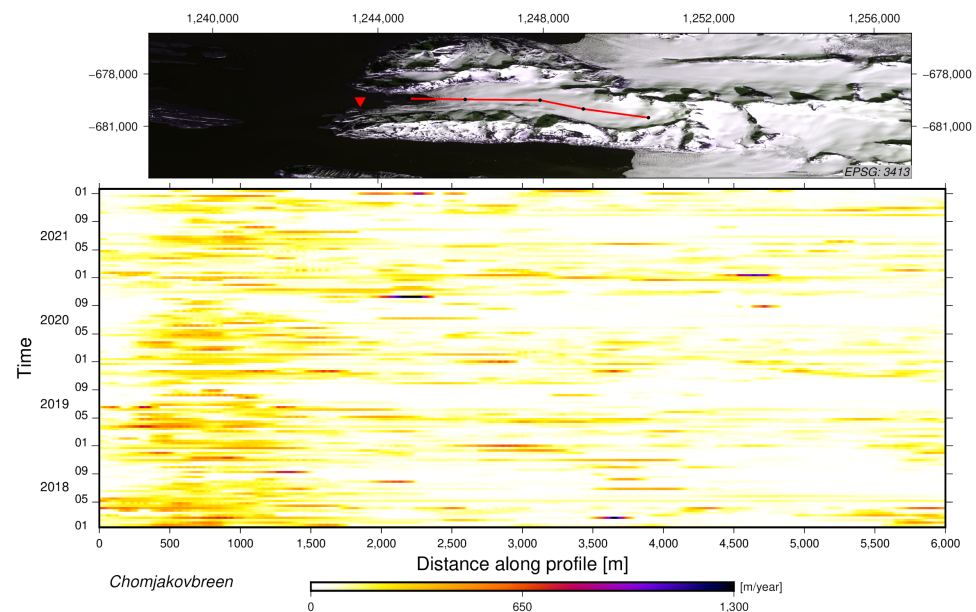 1,240,000 1,244,000 1,248,000 1,252,000 1,256,000
−678,000 −678,000
−681,000 −681,000
EPSG: 3413
01
09
2021
05
01
09
2020
05
01
09
2019
05
01
09
2018
05
01
Time
0 500 1,000 1,500 2,000 2,500 3,000 3,500 4,000 4,500 5,000 5,500 6,000
Distance along profile [m]
Chomjakovbreen
[m/year]
0 650 1,300